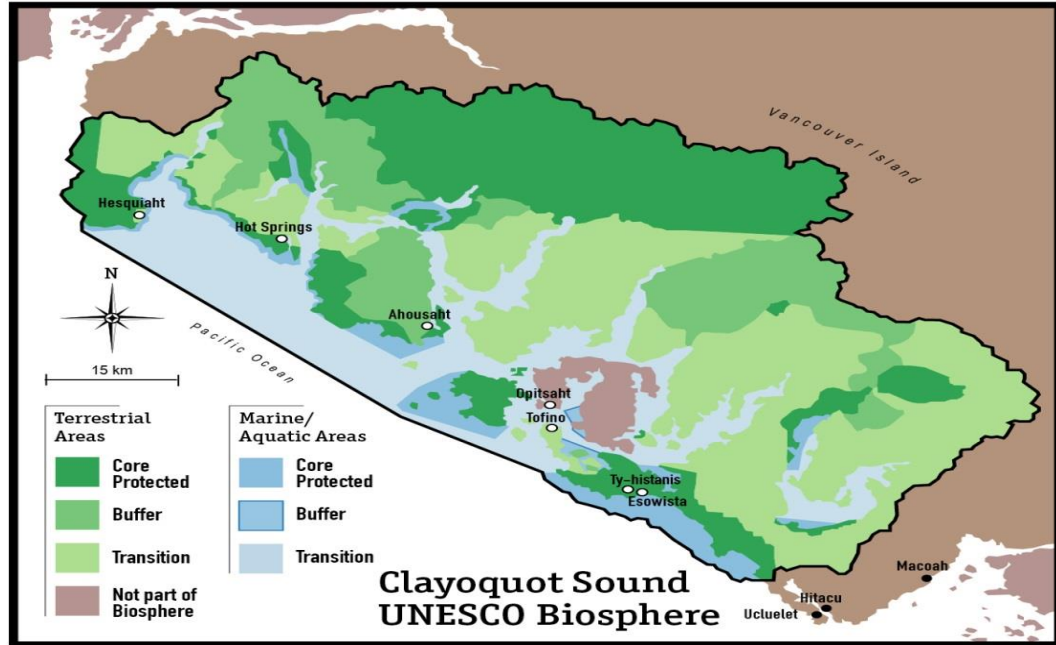 Vancouver Island
Hesquiaht
Hot Springs
N
Ahousaht
Pacific Ocean
15 km
Opitsaht
Tofino
Terrestrial
Areas
Core
Protected
Buffer
Transition
Not part of
Biosphere
Marine/
Aquatic Areas
Core
Protected
Buffer
Transition
Ty-histanis
Esowista
Macoah
Hitacu
Ucluelet
Clayoquot Sound
UNESCO Biosphere